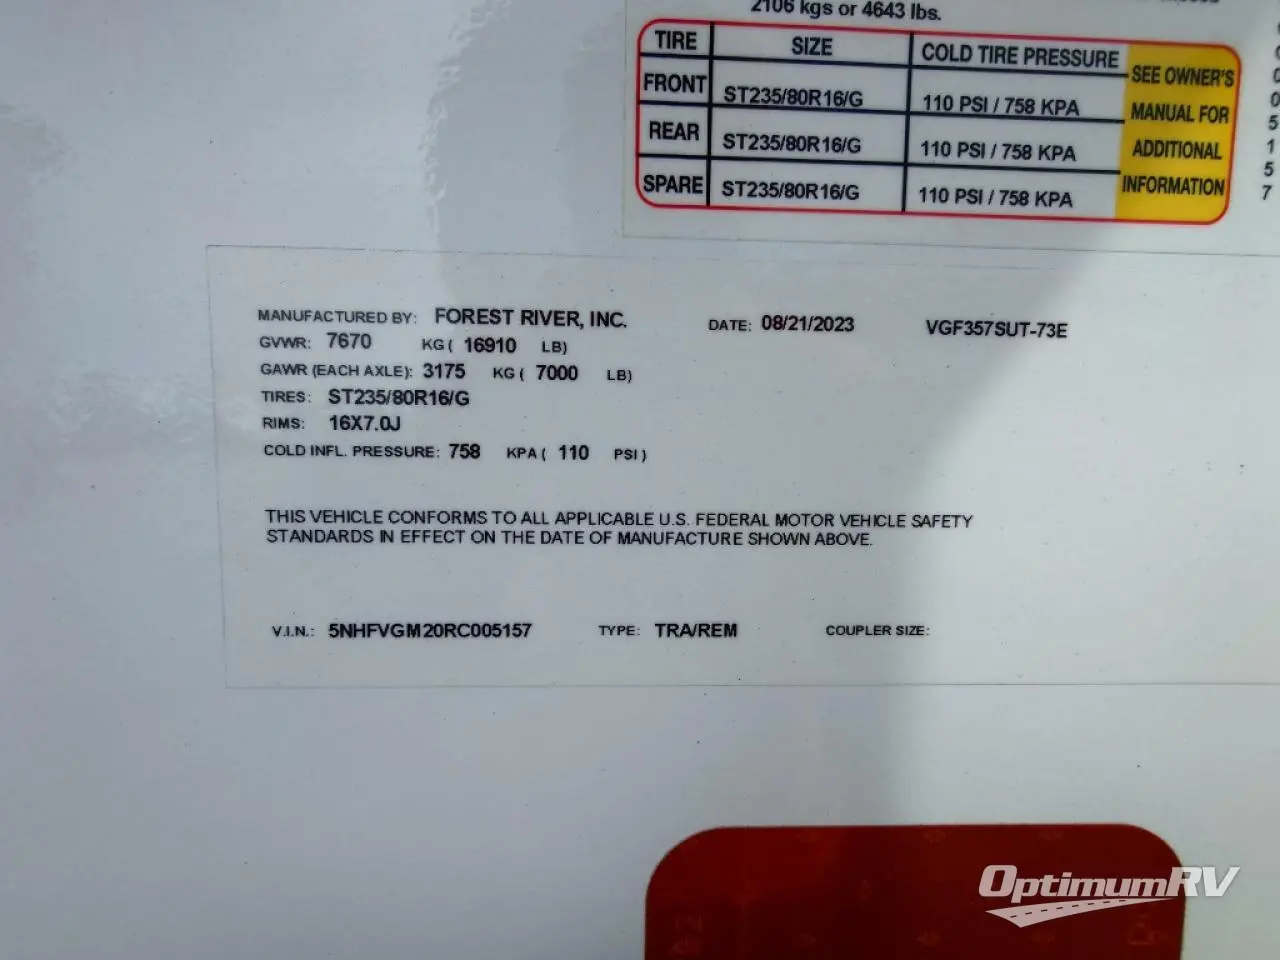 2106 kgs or 4643 lbs.
TIRE SIZE COLD TIRE PRESSURE SEE OWNER'S
FRONT ST235/80R16/G 110 PSI / 758 KPA MANUAL FOR
REAR ST235/80R16/G 110 PSI / 758 KPA ADDITIONAL
SPARE ST235/80R16/G 110 PSI / 758 KPA INFORMATION
5
1
5
7
MANUFACTURED BY: FOREST RIVER, INC. DATE: 08/21/2023 VGF357SUT-73E
GVWR: 7670 KG ( 16910 LB)
GAWR (EACH AXLE): 3175 KG ( 7000 LB)
TIRES: ST235/80R16/G
RIMS: 16X7.0J
COLD INFL. PRESSURE: 758 KPA ( 110 PSI )
THIS VEHICLE CONFORMS TO ALL APPLICABLE U.S. FEDERAL MOTOR VEHICLE SAFETY
STANDARDS IN EFFECT ON THE DATE OF MANUFACTURE SHOWN ABOVE.
V.I.N.: 5NHFVGM20RC005157 TYPE: TRA/REM COUPLER SIZE:
OptimumRV